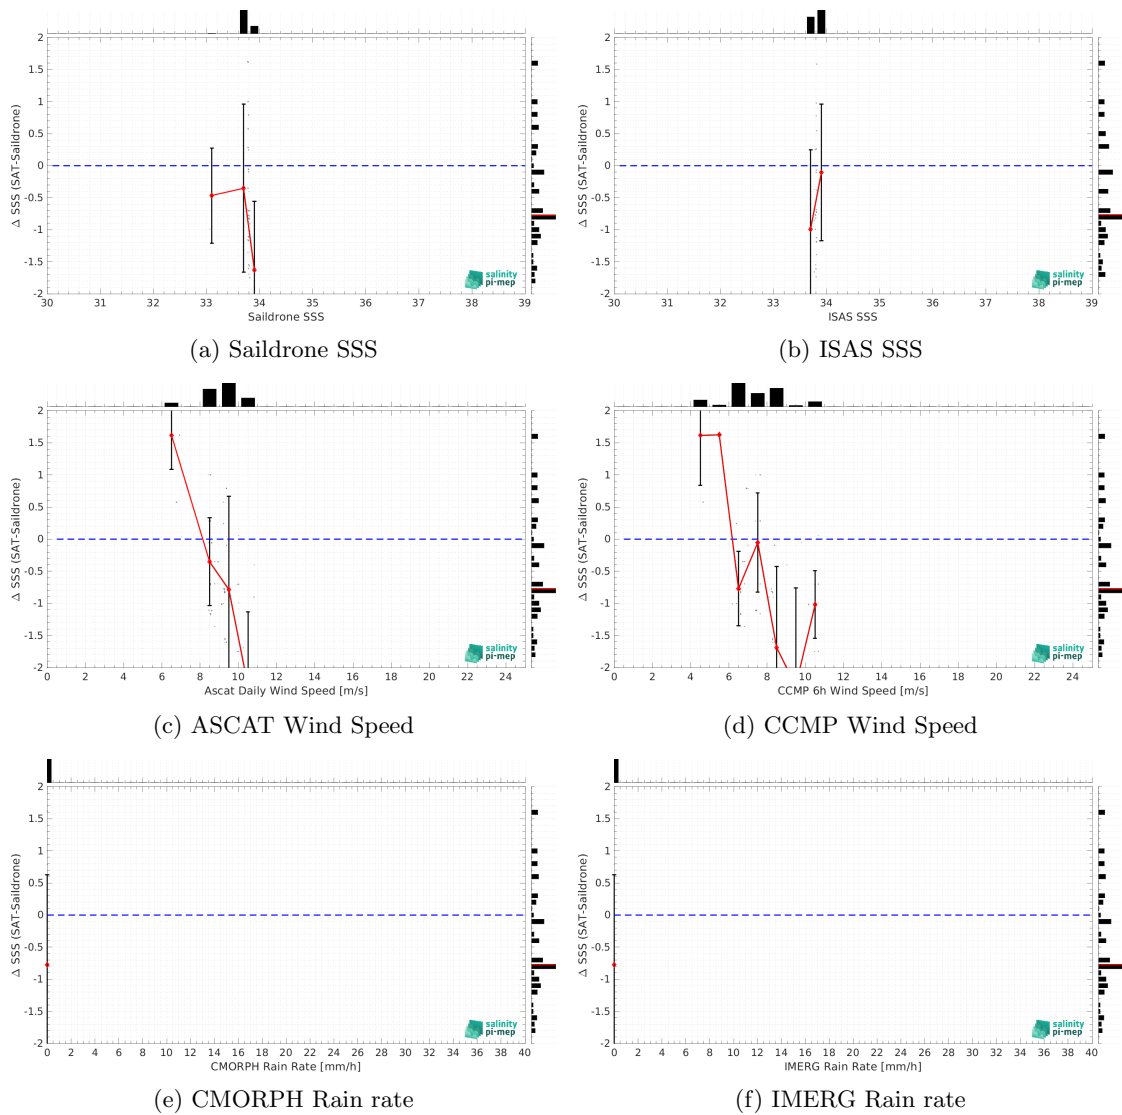 2
1.5
1
0.5
0
-0.5
-1
-1.5
-2
Δ SSS (SAT-Saildrone)
salinity
pi-mep
30 31 32 33 34 35 36 37 38 39
Saildrone SSS
(a) Saildrone SSS
2
1.5
1
0.5
0
-0.5
-1
-1.5
-2
Δ SSS (SAT-Saildrone)
salinity
pi-mep
30 31 32 33 34 35 36 37 38 39
ISAS SSS
(b) ISAS SSS
2
1.5
1
0.5
0
-0.5
-1
-1.5
-2
Δ SSS (SAT-Saildrone)
salinity
pi-mep
0 2 4 6 8 10 12 14 16 18 20 22 24
Ascat Daily Wind Speed [m/s]
(c) ASCAT Wind Speed
2
1.5
1
0.5
0
-0.5
-1
-1.5
-2
Δ SSS (SAT-Saildrone)
salinity
pi-mep
0 2 4 6 8 10 12 14 16 18 20 22 24
CCMP 6h Wind Speed [m/s]
(d) CCMP Wind Speed
2
1.5
1
0.5
0
-0.5
-1
-1.5
-2
Δ SSS (SAT-Saildrone)
salinity
pi-mep
0 2 4 6 8 10 12 14 16 18 20 22 24 26 28 30 32 34 36 38 40
CMORPH Rain Rate [mm/h]
(e) CMORPH Rain rate
2
1.5
1
0.5
0
-0.5
-1
-1.5
-2
Δ SSS (SAT-Saildrone)
salinity
pi-mep
0 2 4 6 8 10 12 14 16 18 20 22 24 26 28 30 32 34 36 38 40
IMERG Rain Rate [mm/h]
(f) IMERG Rain rate